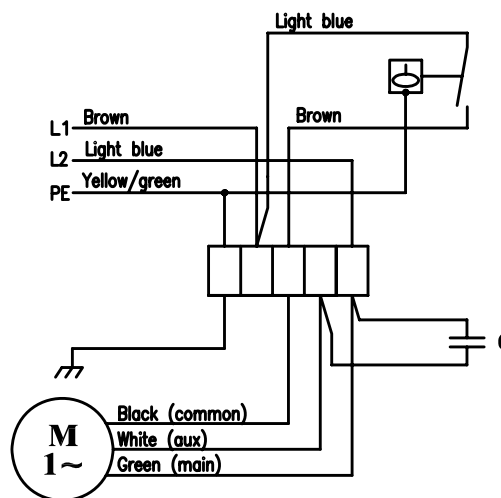 Light blue
Brown
L1 Brown
L2 Light blue
PE Yellow/green
Black (common)
White (aux)
Green (main)
M
1~